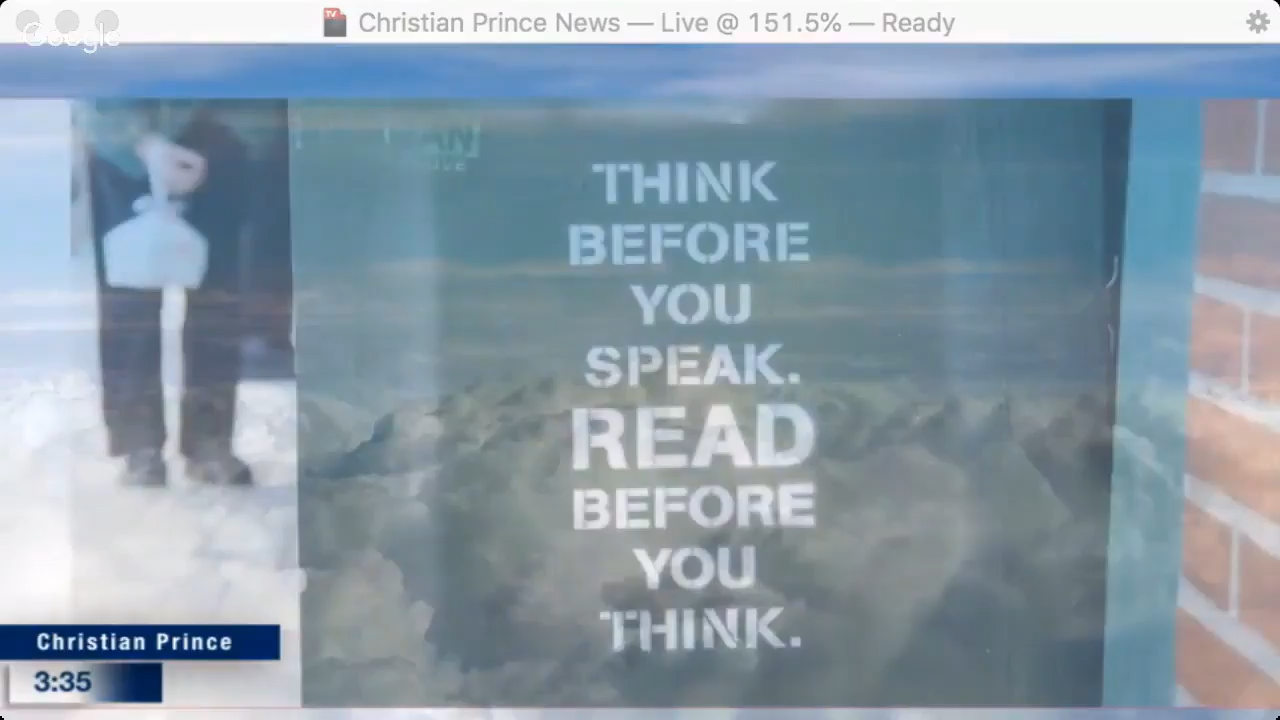 Google
Christian Prince News — Live @ 151.5% — Ready
THINK
BEFORE
YOU
SPEAK.
READ
BEFORE
YOU
THINK.
Christian Prince
3:35